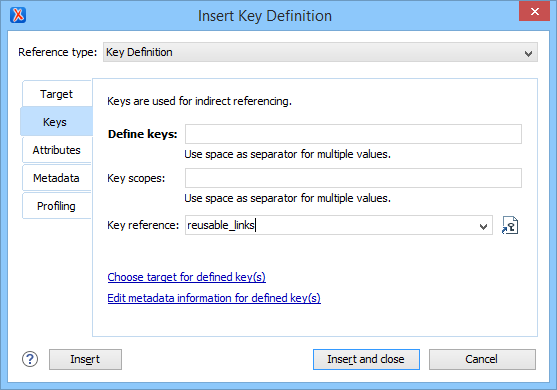 Insert Key Definition
Reference type: Key Definition
Target
Keys
Attributes
Metadata
Profiling
Keys are used for indirect referencing.
Define keys:
Use space as separator for multiple values.
Key scopes:
Use space as separator for multiple values.
Key reference: reusable_links
Choose target for defined key(s)
Edit metadata information for defined key(s)
? Insert Insert and close Cancel